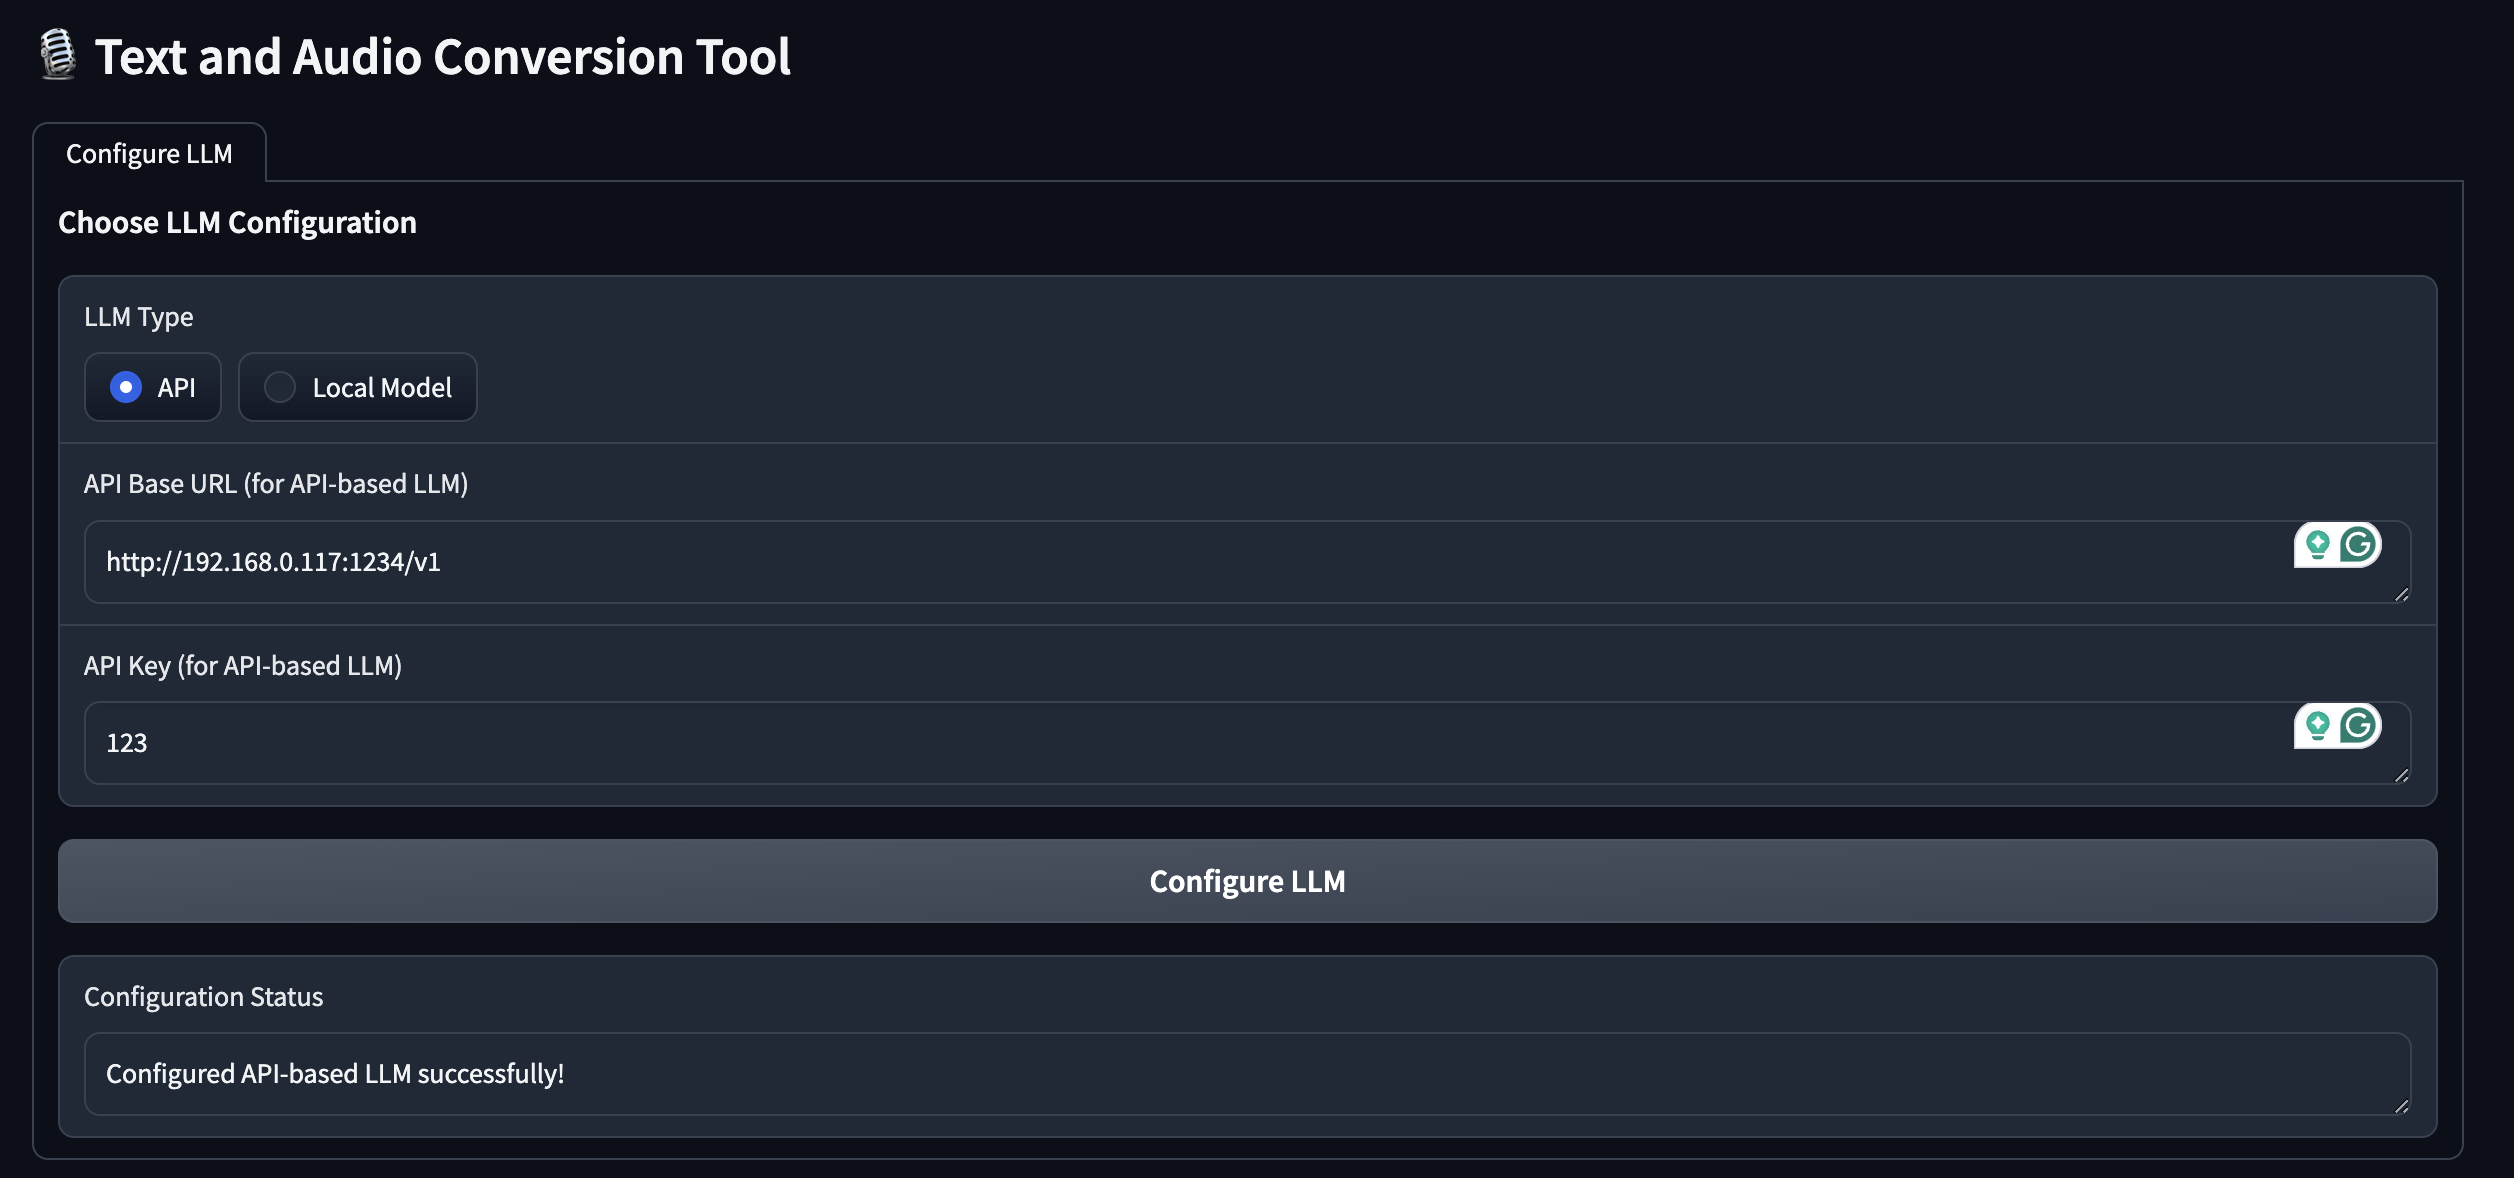 Text and Audio Conversion Tool
Configure LLM
Choose LLM Configuration
LLM Type
API
Local Model
API Base URL (for API-based LLM)
http://192.168.0.117:1234/v1
API Key (for API-based LLM)
123
Configure LLM
Configuration Status
Configured API-based LLM successfully!